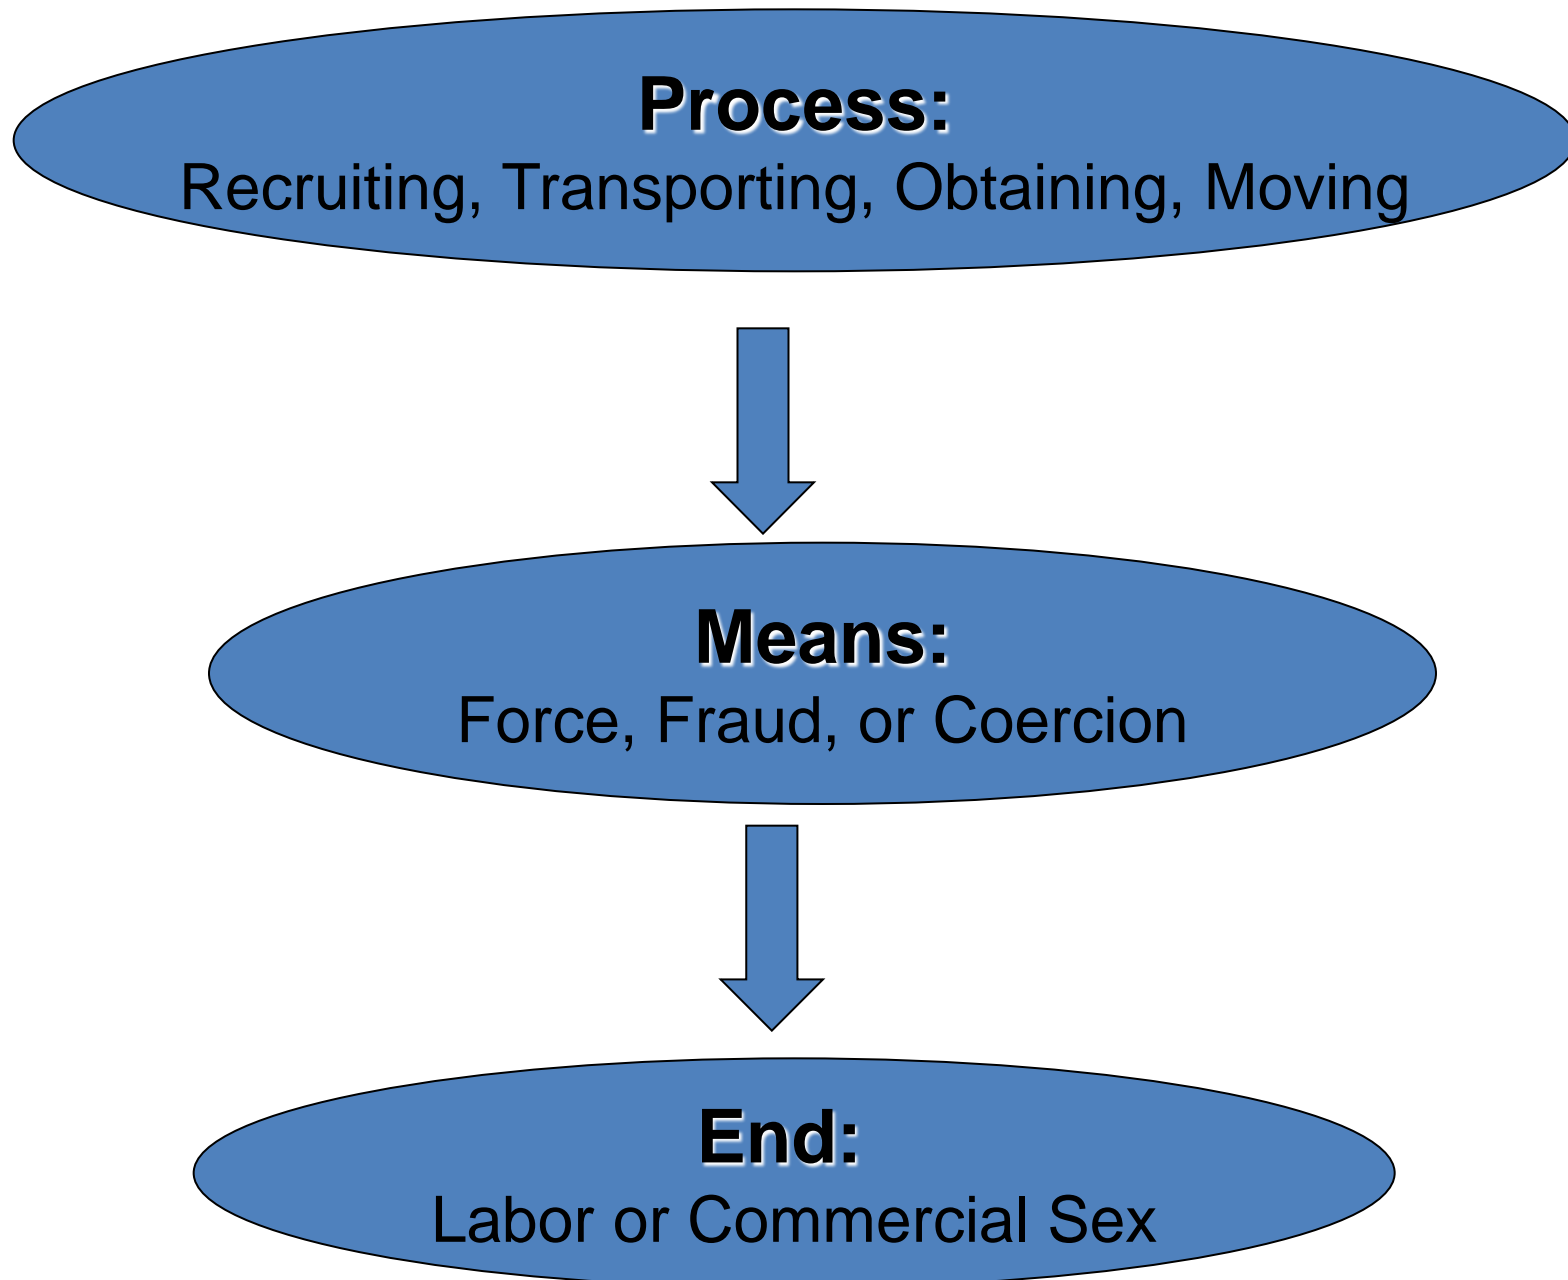 Process:
Recruiting, Transporting, Obtaining, Moving
Means:
Force, Fraud, or Coercion
End:
Labor or Commercial Sex